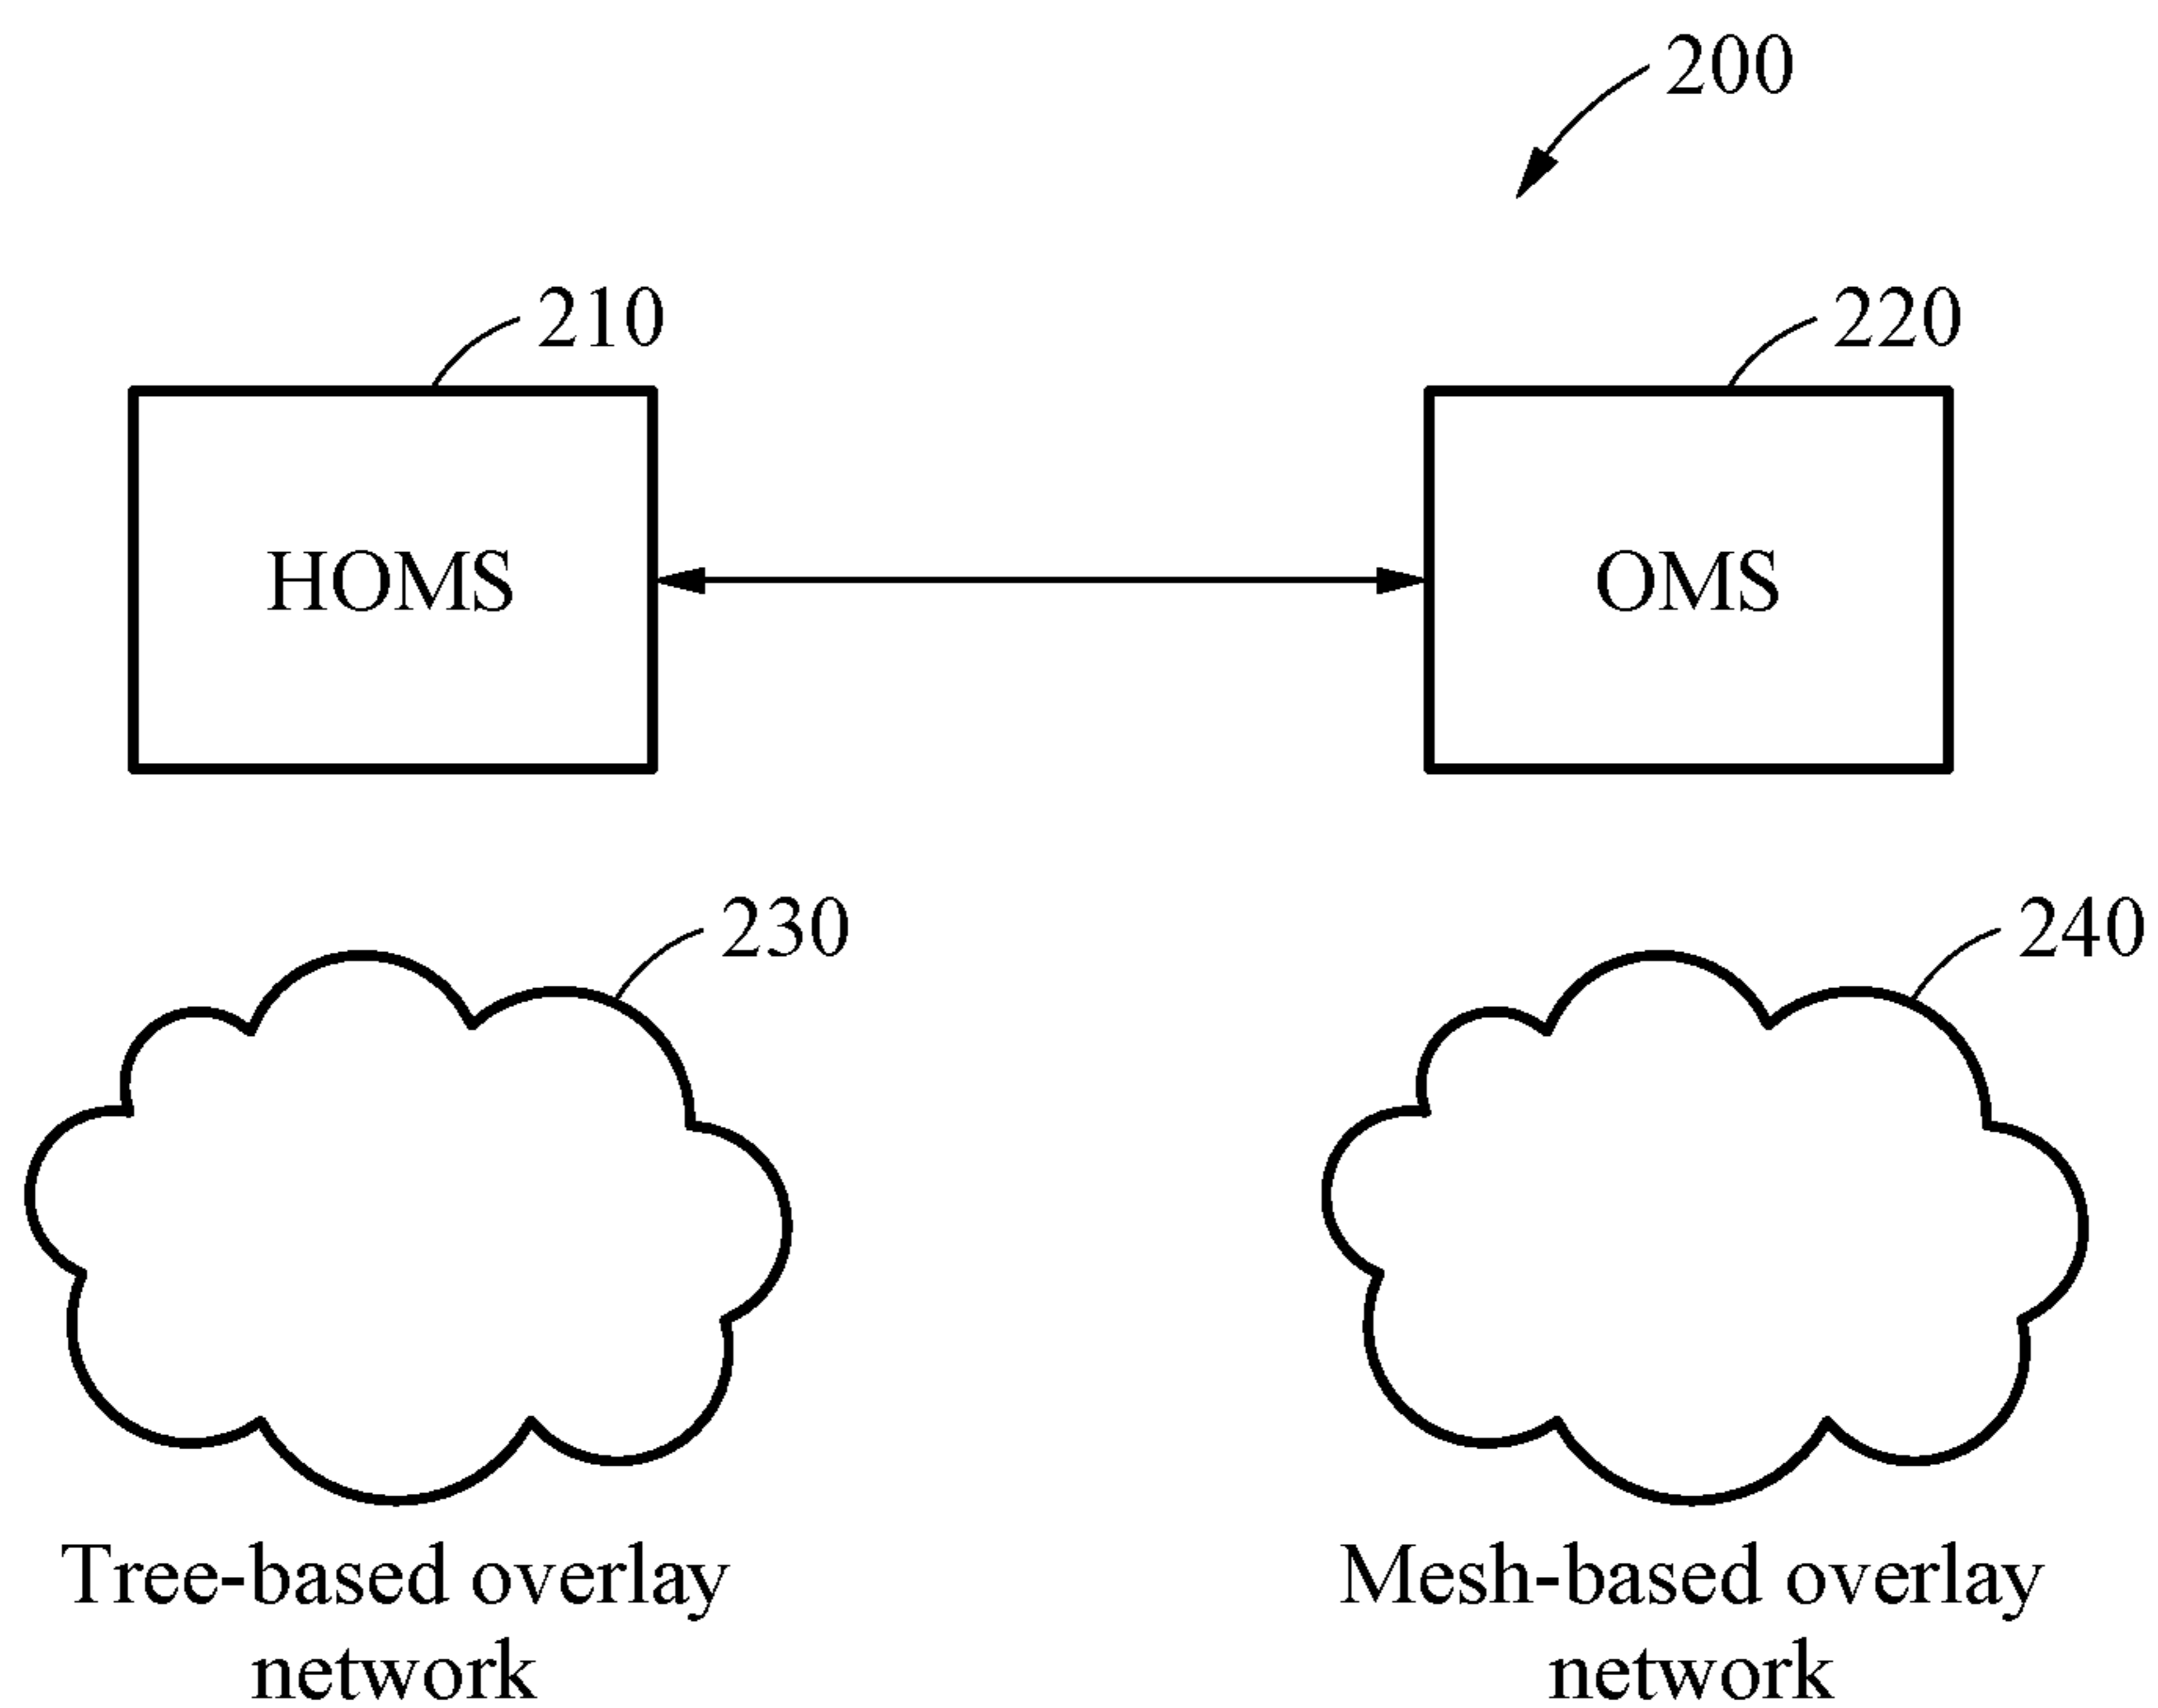 200
210
220
HOMS
OMS
230
240
Tree-based overlay
network
Mesh-based overlay
network